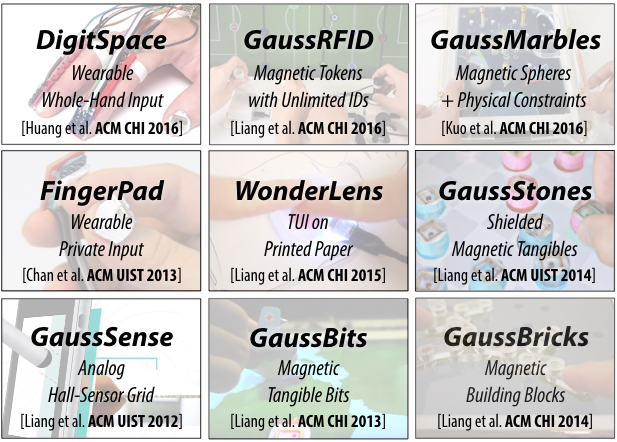 DigitSpace
Wearable
Whole-Hand Input
[Huang et al. ACM CHI 2016]
GaussRFID
Magnetic Tokens
with Unlimited IDs
[Liang et al. ACM CHI 2016]
GaussMarbles
Magnetic Spheres
+ Physical Constraints
[Kuo et al. ACM CHI 2016]
FingerPad
Wearable
Private Input
[Chan et al. ACM UIST 2013]
WonderLens
TUI on
Printed Paper
[Liang et al. ACM CHI 2015]
GaussStones
Shielded
Magnetic Tangibles
[Liang et al. ACM UIST 2014]
GaussSense
Analog
Hall-Sensor Grid
[Liang et al. ACM UIST 2012]
GaussBits
Magnetic
Tangible Bits
[Liang et al. ACM CHI 2013]
GaussBricks
Magnetic
Building Blocks
[Liang et al. ACM CHI 2014]